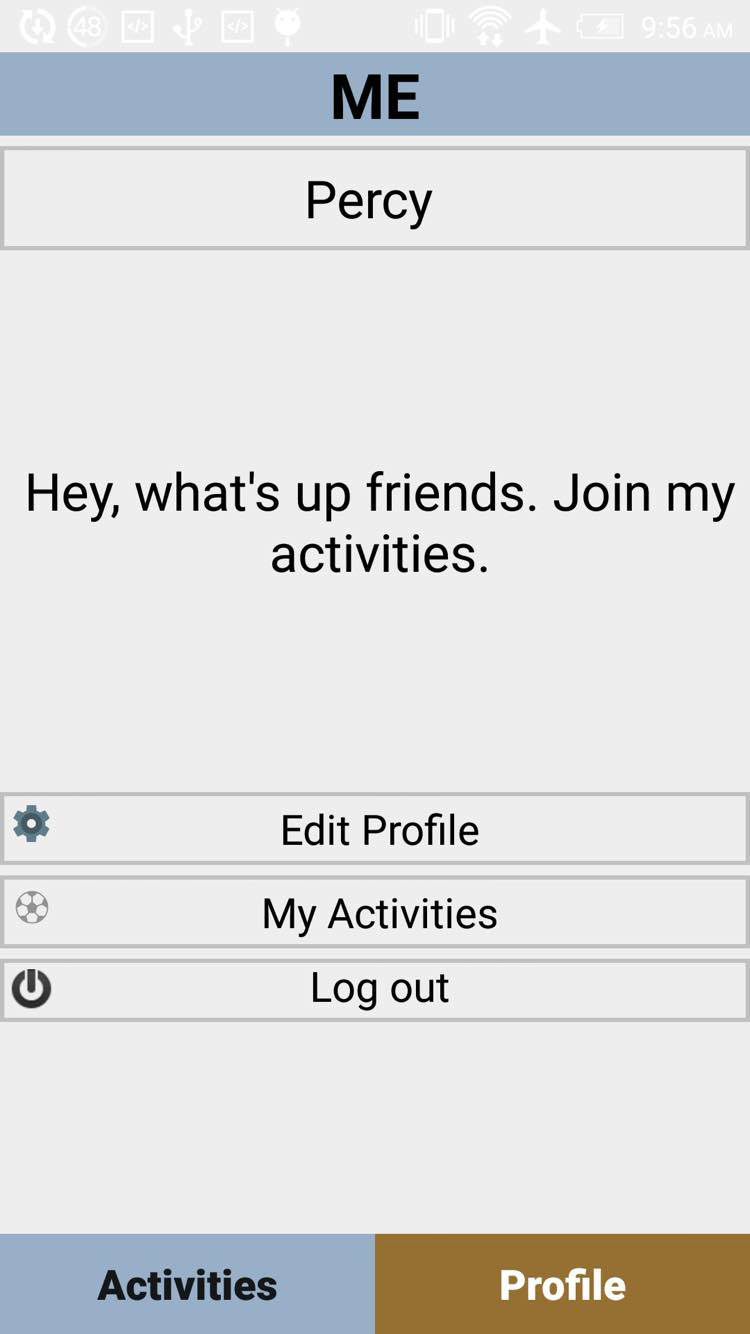 48 </> </> 9:56 AM
ME
Percy
Hey, what's up friends. Join my
activities.
Edit Profile
My Activities
Log out
Activities Profile